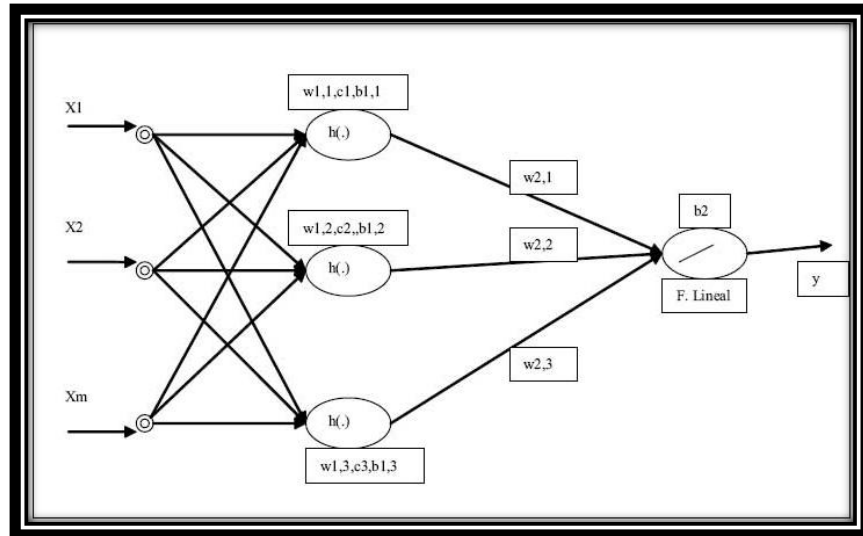 w1,1,c1,b1,1
X1
h(.)
w2,1
b2
X2
w1,2,c2,,b1,2
w2,2
h(.)
y
F. Lineal
w2,3
Xm
h(.)
w1,3,c3,b1,3